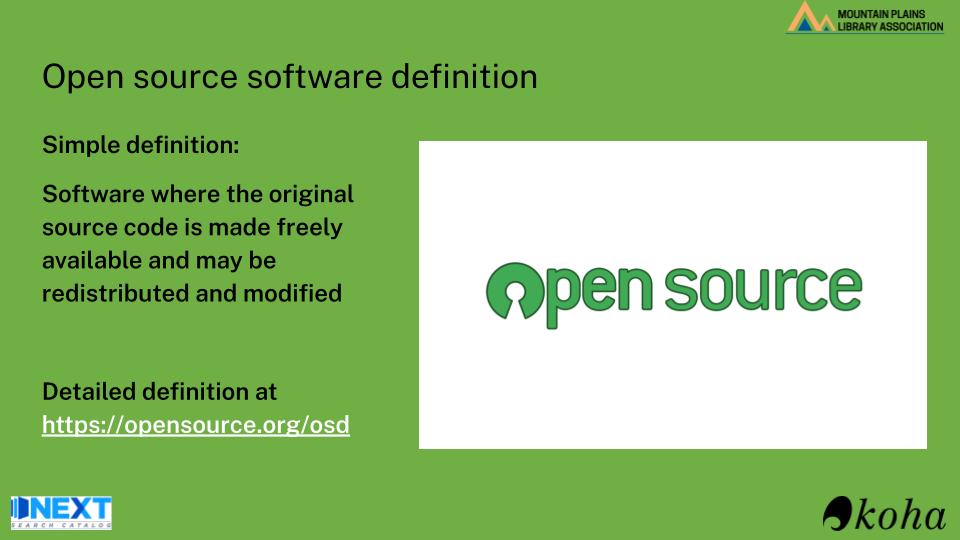 MOUNTAIN PLAINS
LIBRARY ASSOCIATION
Open source software definition
Simple definition:
Software where the original
source code is made freely
available and may be
redistributed and modified
Detailed definition at
https://opensource.org/osd
open source
NEXT
SEARCH CATALOG
koha